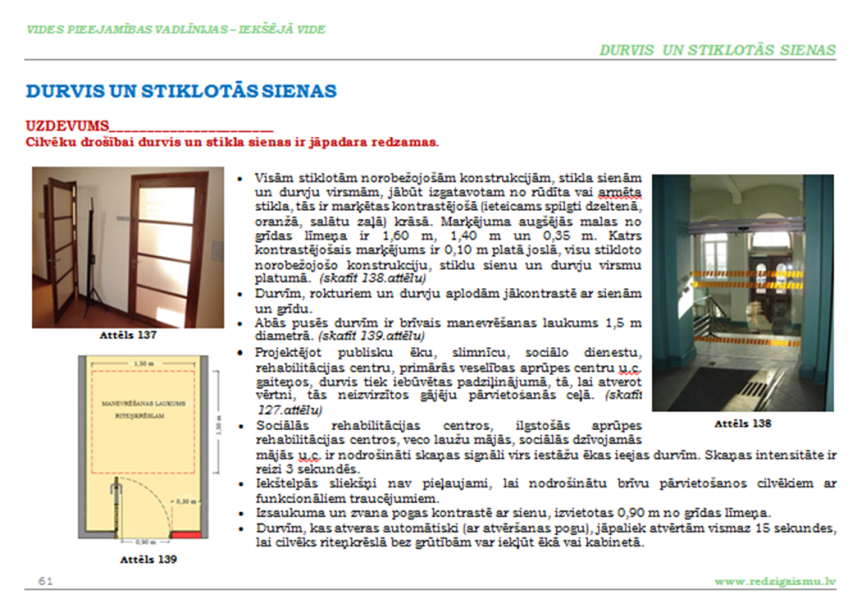 VIDES PIEEJAMĪBAS VADLĪNIJAS – IEKŠĒJĀ VIDE
DURVIS UN STIKLOTĀS SIENAS
DURVIS UN STIKLOTĀS SIENAS
UZDEVUMS______________________
Cilvēku drošībai durvis un stikla sienas ir jāpadara redzamas.
• Visām stiklotām norobežojošām konstrukcijām, stikla sienām
un durvju virsmām, jābūt izgatavotam no rūdīta vai armēta
stikla, tās ir marķētas kontrastējošā (ieteicams spilgti dzeltenā,
oranžā, salātu zaļā) krāsā. Marķējuma augšējās malas no
grīdas līmeņa ir 1,60 m, 1,40 m un 0,35 m. Katrs
kontrastējošais marķējums ir 0,10 m platā joslā, visu stikloto
norobežojošo konstrukciju, stiklu sienu un durvju virsmu
platumā. (skatīt 138.attēlu)
• Durvīm, rokturiem un durvju aplodām jākontrastē ar sienām
un grīdu.
• Abās pusēs durvīm ir brīvais manevrēšanas laukums 1,5 m
diametrā. (skatīt 139.attēlu)
• Projektējot publisku ēku, slimnīcu, sociālo dienestu,
rehabilitācijas centru, primārās veselības aprūpes centru u.c.
gaiteņos, durvis tiek iebūvētas padziļinājumā, tā, lai atverot
vērtni, tās neizvirzītos gājēju pārvietošanās ceļā. (skatīt
127.attēlu)
• Sociālās rehabilitācijas centros, ilgstošās aprūpes
rehabilitācijas centros, veco laužu mājās, sociālās dzīvojamās
mājās u.c. ir nodrošināti skaņas signāli virs iestāžu ēkas ieejas durvīm. Skaņas intensitāte ir
reizi 3 sekundēs.
• Iekštelpās sliekšņi nav pieļaujami, lai nodrošinātu brīvu pārvietošanos cilvēkiem ar
funkcionāliem traucējumiem.
• Izsaukuma un zvana pogas kontrastē ar sienu, izvietotas 0,90 m no grīdas līmeņa.
• Durvīm, kas atveras automātiski (ar atvēršanas pogu), jāpaliek atvērtām vismaz 15 sekundes,
lai cilvēks riteņkrēslā bez grūtībām var iekļūt ēkā vai kabinetā.
Attēls 137
1,50 m
MANEVRĒŠANAS LAUKUMS
RITEŅKRĒSLAM
1,50 m
0,30 m
0,90 m
Attēls 139
Attēls 138
61
www.redzigaismu.lv